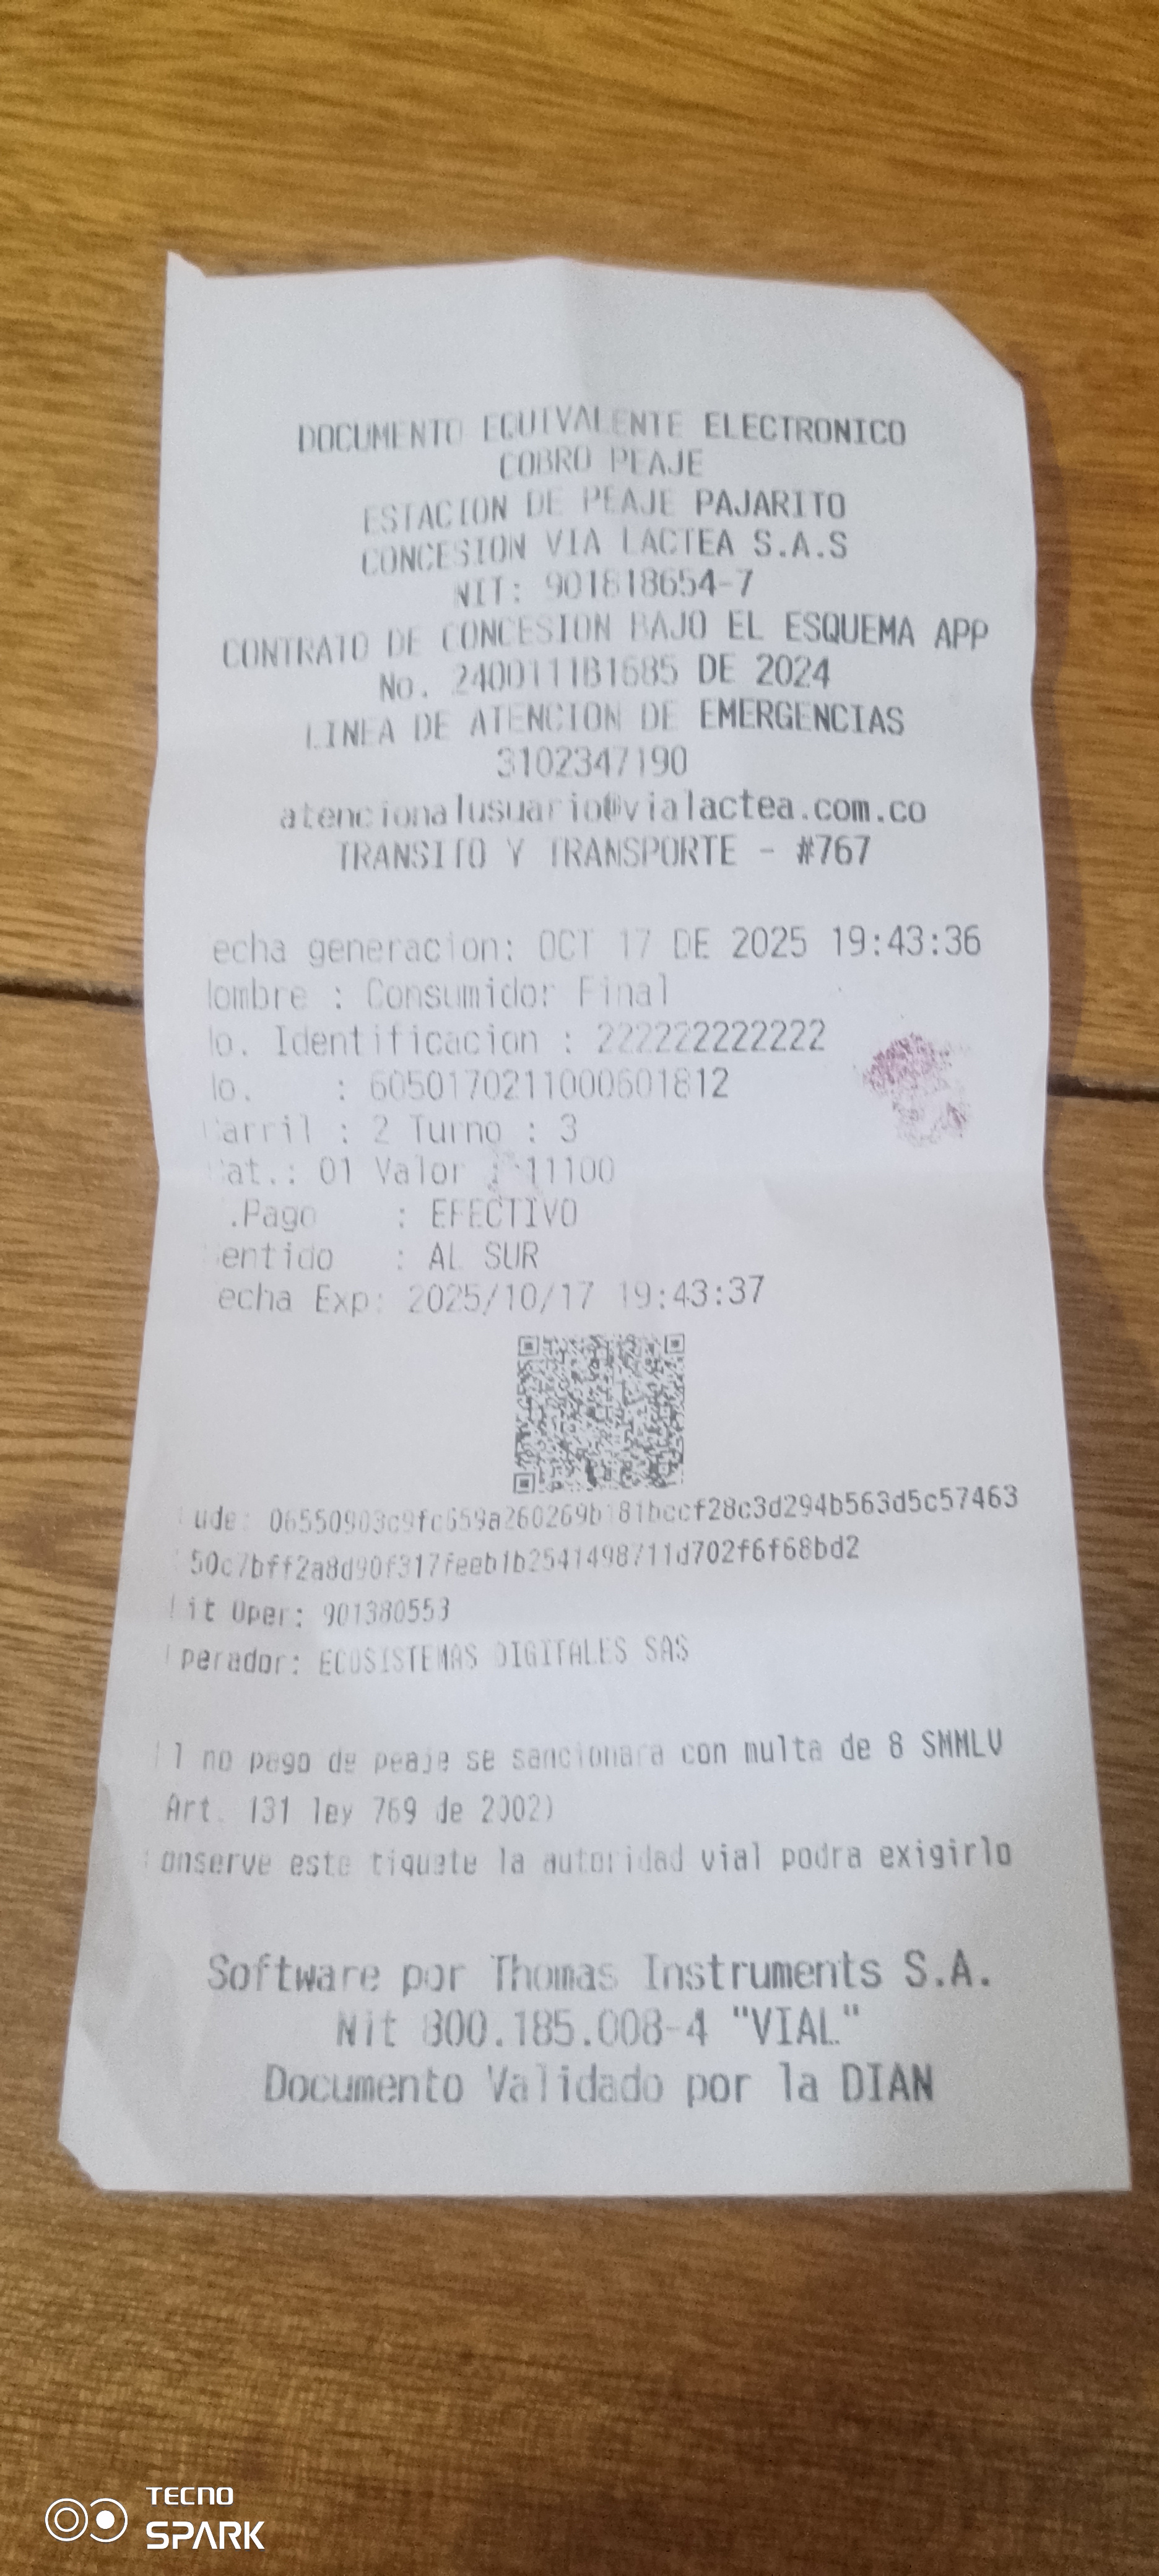 DOCUMENTO EQUIVALENTE ELECTRONICO
COBRO PEAJE
ESTACION DE PEAJE PAJARITO
CONCESION VIA LACTEA S.A.S
NIT: 901818654-7
CONTRATO DE CONCESION BAJO EL ESQUEMA APP
No. 2400111B1685 DE 2024
LINEA DE ATENCION DE EMERGENCIAS
3102347190
atencionalusuario@vialactea.com.co
TRANSITO Y TRANSPORTE - #767
echa generacion: OCT 17 DE 2025 19:43:36
ombre : Consumidor Final
o. Identificacion : 222222222222
o. : 6050170211000601812
arril : 2 Turno : 3
at.: 01 Valor : 11100
.Pago : EFECTIVO
entido : AL SUR
echa Exp: 2025/10/17 19:43:37
ude: 06550903c9fc659a260269b181bccf28c3d294b563d5c57463
50c7bff2a8d90f317feeb1b2541498711d702f6f68bd2
it Oper: 901380553
perador: ECOSISTEMAS DIGITALES SAS
l no pago de peaje se sancionara con multa de 8 SMMLV
Art. 131 ley 769 de 2002)
onserve este tiquete la autoridad vial podra exigirlo
Software por Thomas Instruments S.A.
Nit 800.185.008-4 "VIAL"
Documento Validado por la DIAN
TECNO
SPARK